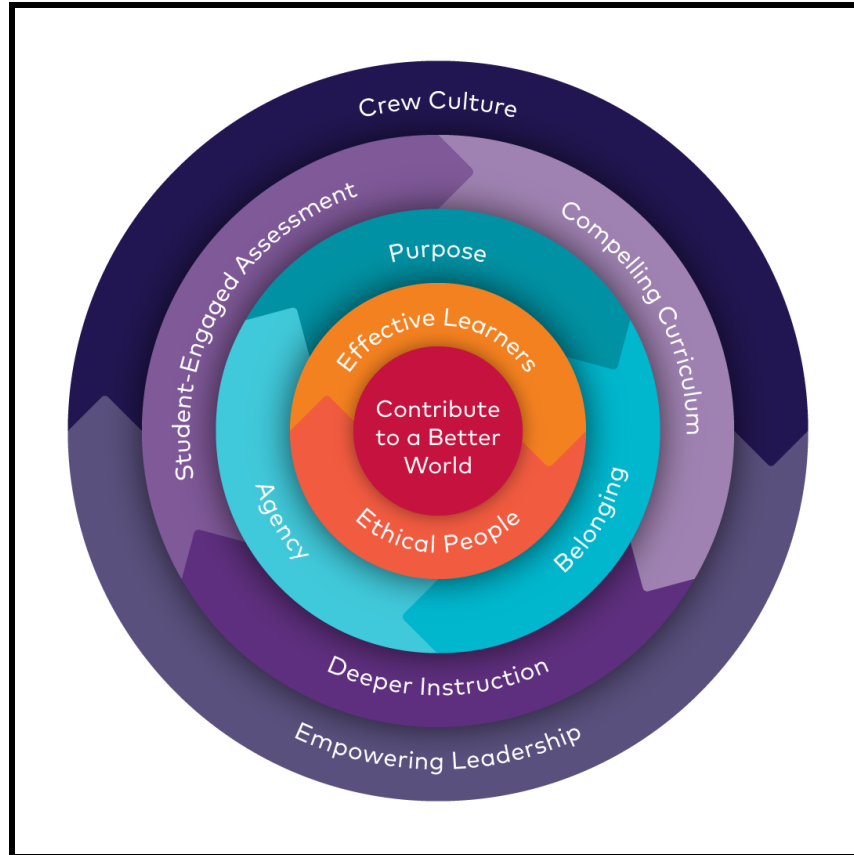 Crew Culture
Student-Engaged Assessment
Compelling Curriculum
Purpose
Effective Learners
Contribute
to a Better
World
Agency
Belonging
Ethical People
Deeper Instruction
Empowering Leadership